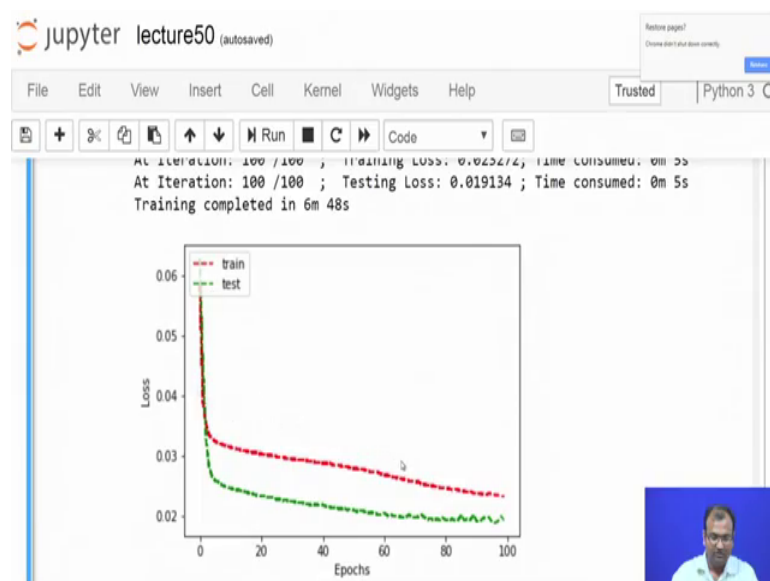 jupyter lecture50 (autosaved)
Restore pages?
Chrome didn't shut down correctly.
Restore
File Edit View Insert Cell Kernel Widgets Help Trusted Python 3
Run Code
At Iteration: 100 /100 ; Training Loss: 0.023272; Time consumed: 0m 5s
At Iteration: 100 /100 ; Testing Loss: 0.019134 ; Time consumed: 0m 5s
Training completed in 6m 48s
train
test
0.06
0.05
0.04
0.03
0.02
Loss
0 20 40 60 80 100
Epochs